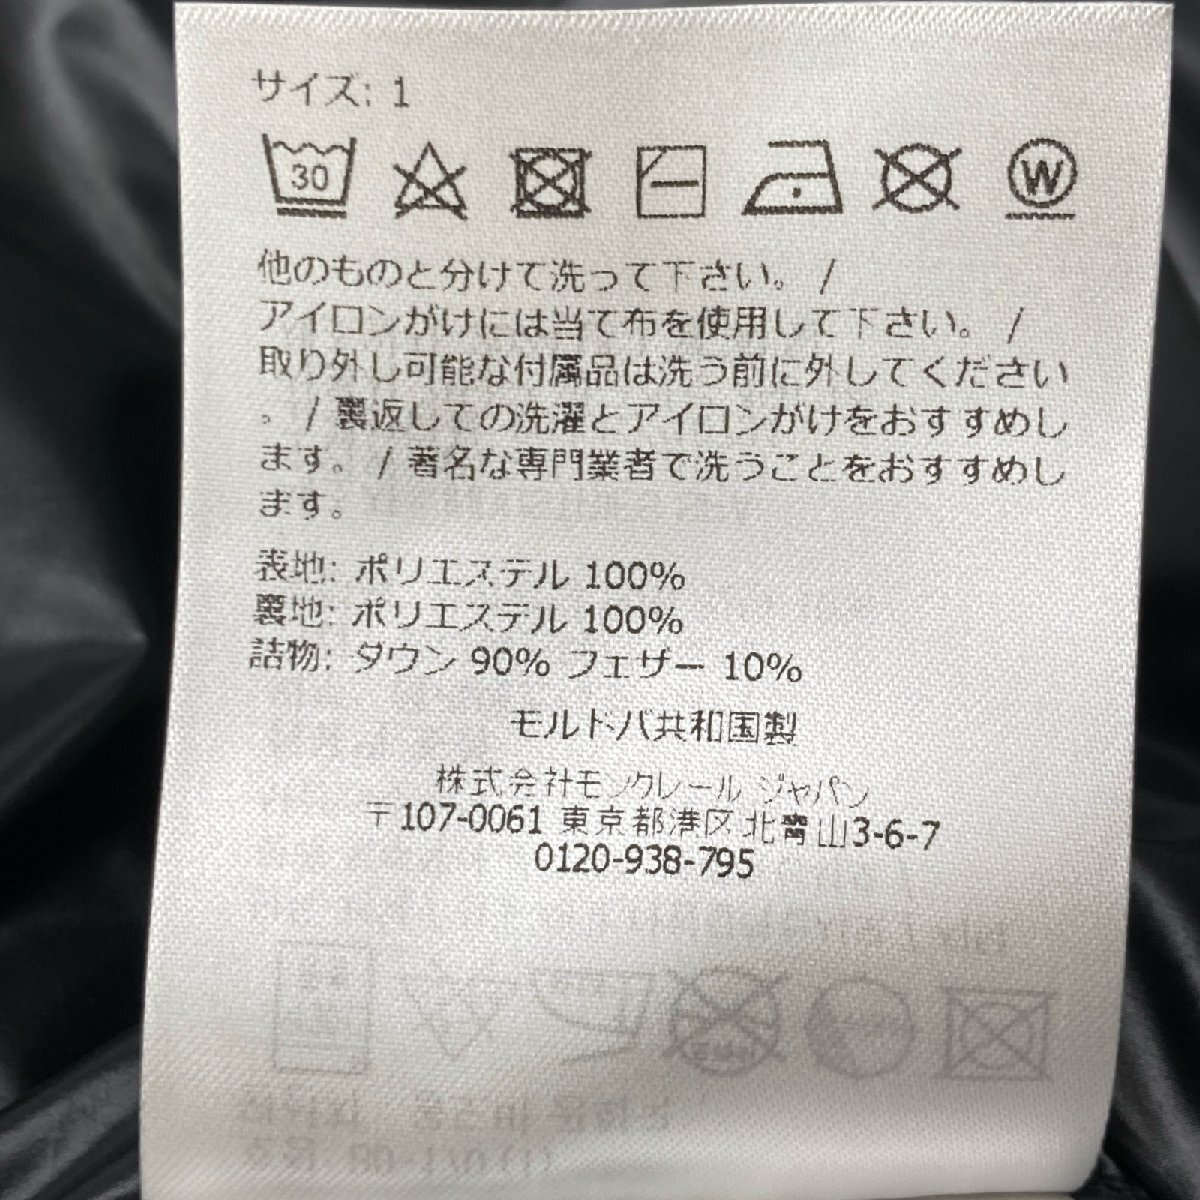 サイズ: 1
30
W
他のものと分けて洗って下さい。 /
アイロンがけには当て布を使用して下さい。 /
取り外し可能な付属品は洗う前に外してください
。 / 裏返しての洗濯とアイロンがけをおすすめし
ます。 / 著名な専門業者で洗うことをおすすめし
ます。
表地: ポリエステル 100%
裏地: ポリエステル 100%
詰物: ダウン 90% フェザー 10%
モルドバ共和国製
株式会社モンクレール ジャパン
〒107-0061 東京都港区北青山3-6-7
0120-938-795